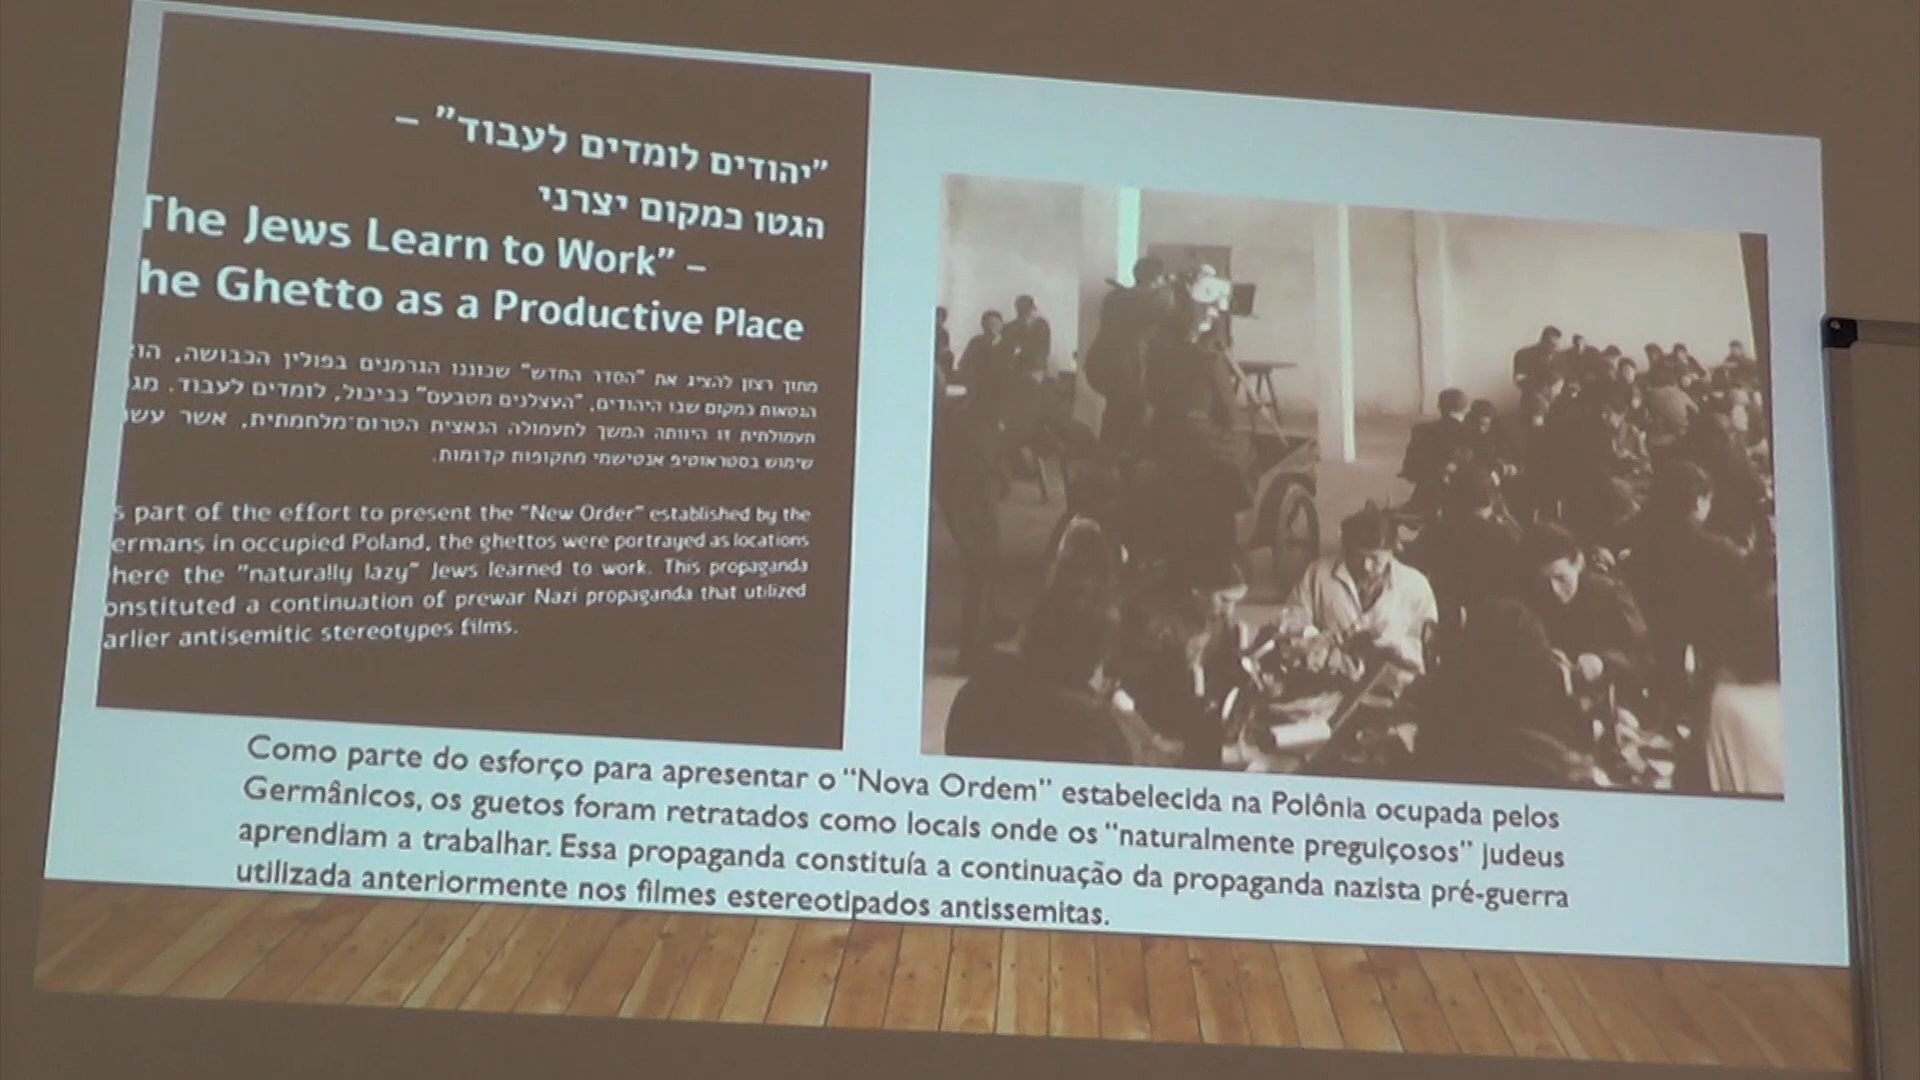 "יהודים לומדים לעבוד" –
הגטו כמקום יצרני
The Jews Learn to Work" –
he Ghetto as a Productive Place
מתוך רצון להציג את "הסדר החדש" שכוננו הגרמנים בפולין הכבושה,
הגטאות כמקום שבו היהודים, "העצלנים מטבעם" כביכול, לומדים לעבוד.
תעמולתית זו היוותה המשך לתעמולה הנאצית הטרום־מלחמתית, אשר
שימוש בסטראוטיפ אנטישמי מתקופות קדומות.
s part of the effort to present the "New Order" established by the
ermans in occupied Poland, the ghettos were portrayed as locations
here the "naturally lazy" Jews learned to work. This propaganda
onstituted a continuation of prewar Nazi propaganda that utilized
arlier antisemitic stereotypes films.
Como parte do esforço para apresentar o "Nova Ordem" estabelecida na Polônia ocupada pelos
Germânicos, os guetos foram retratados como locais onde os "naturalmente preguiçosos" judeus
aprendiam a trabalhar. Essa propaganda constituía a continuação da propaganda nazista pré-guerra
utilizada anteriormente nos filmes estereotipados antissemitas.